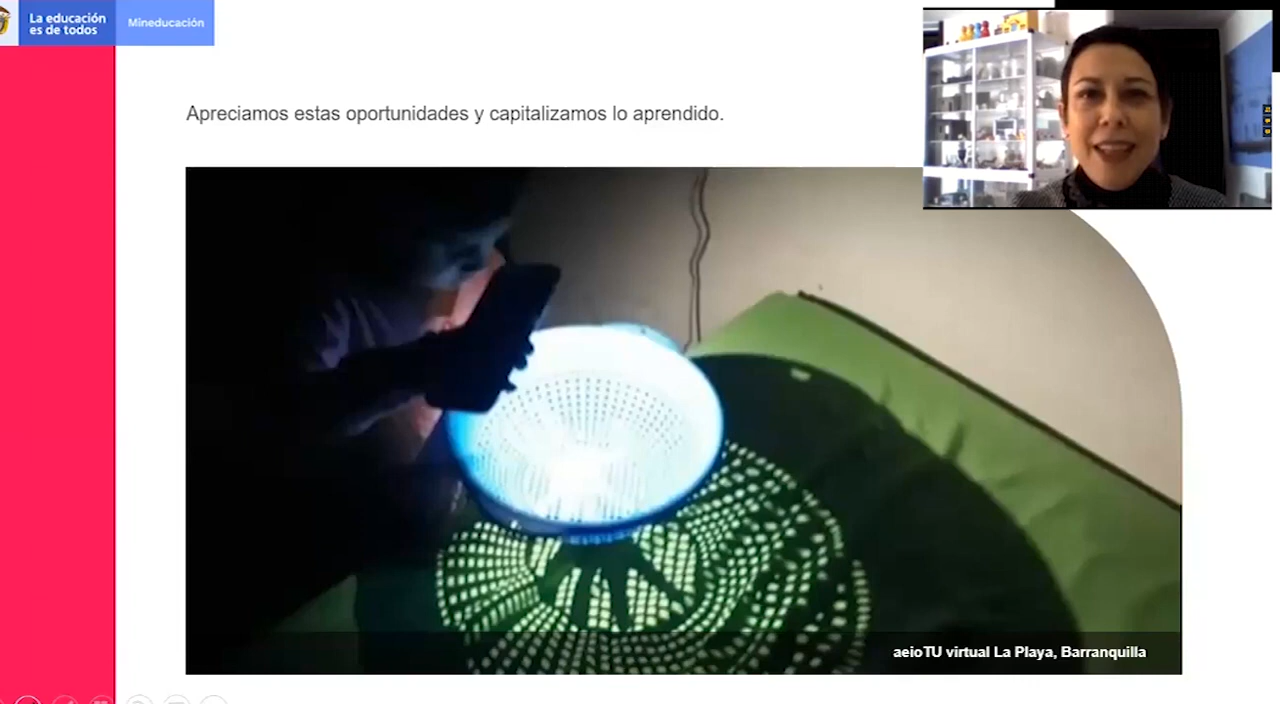 La educación
es de todos
Mineducación
Apreciamos estas oportunidades y capitalizamos lo aprendido.
aeioTU virtual La Playa, Barranquilla